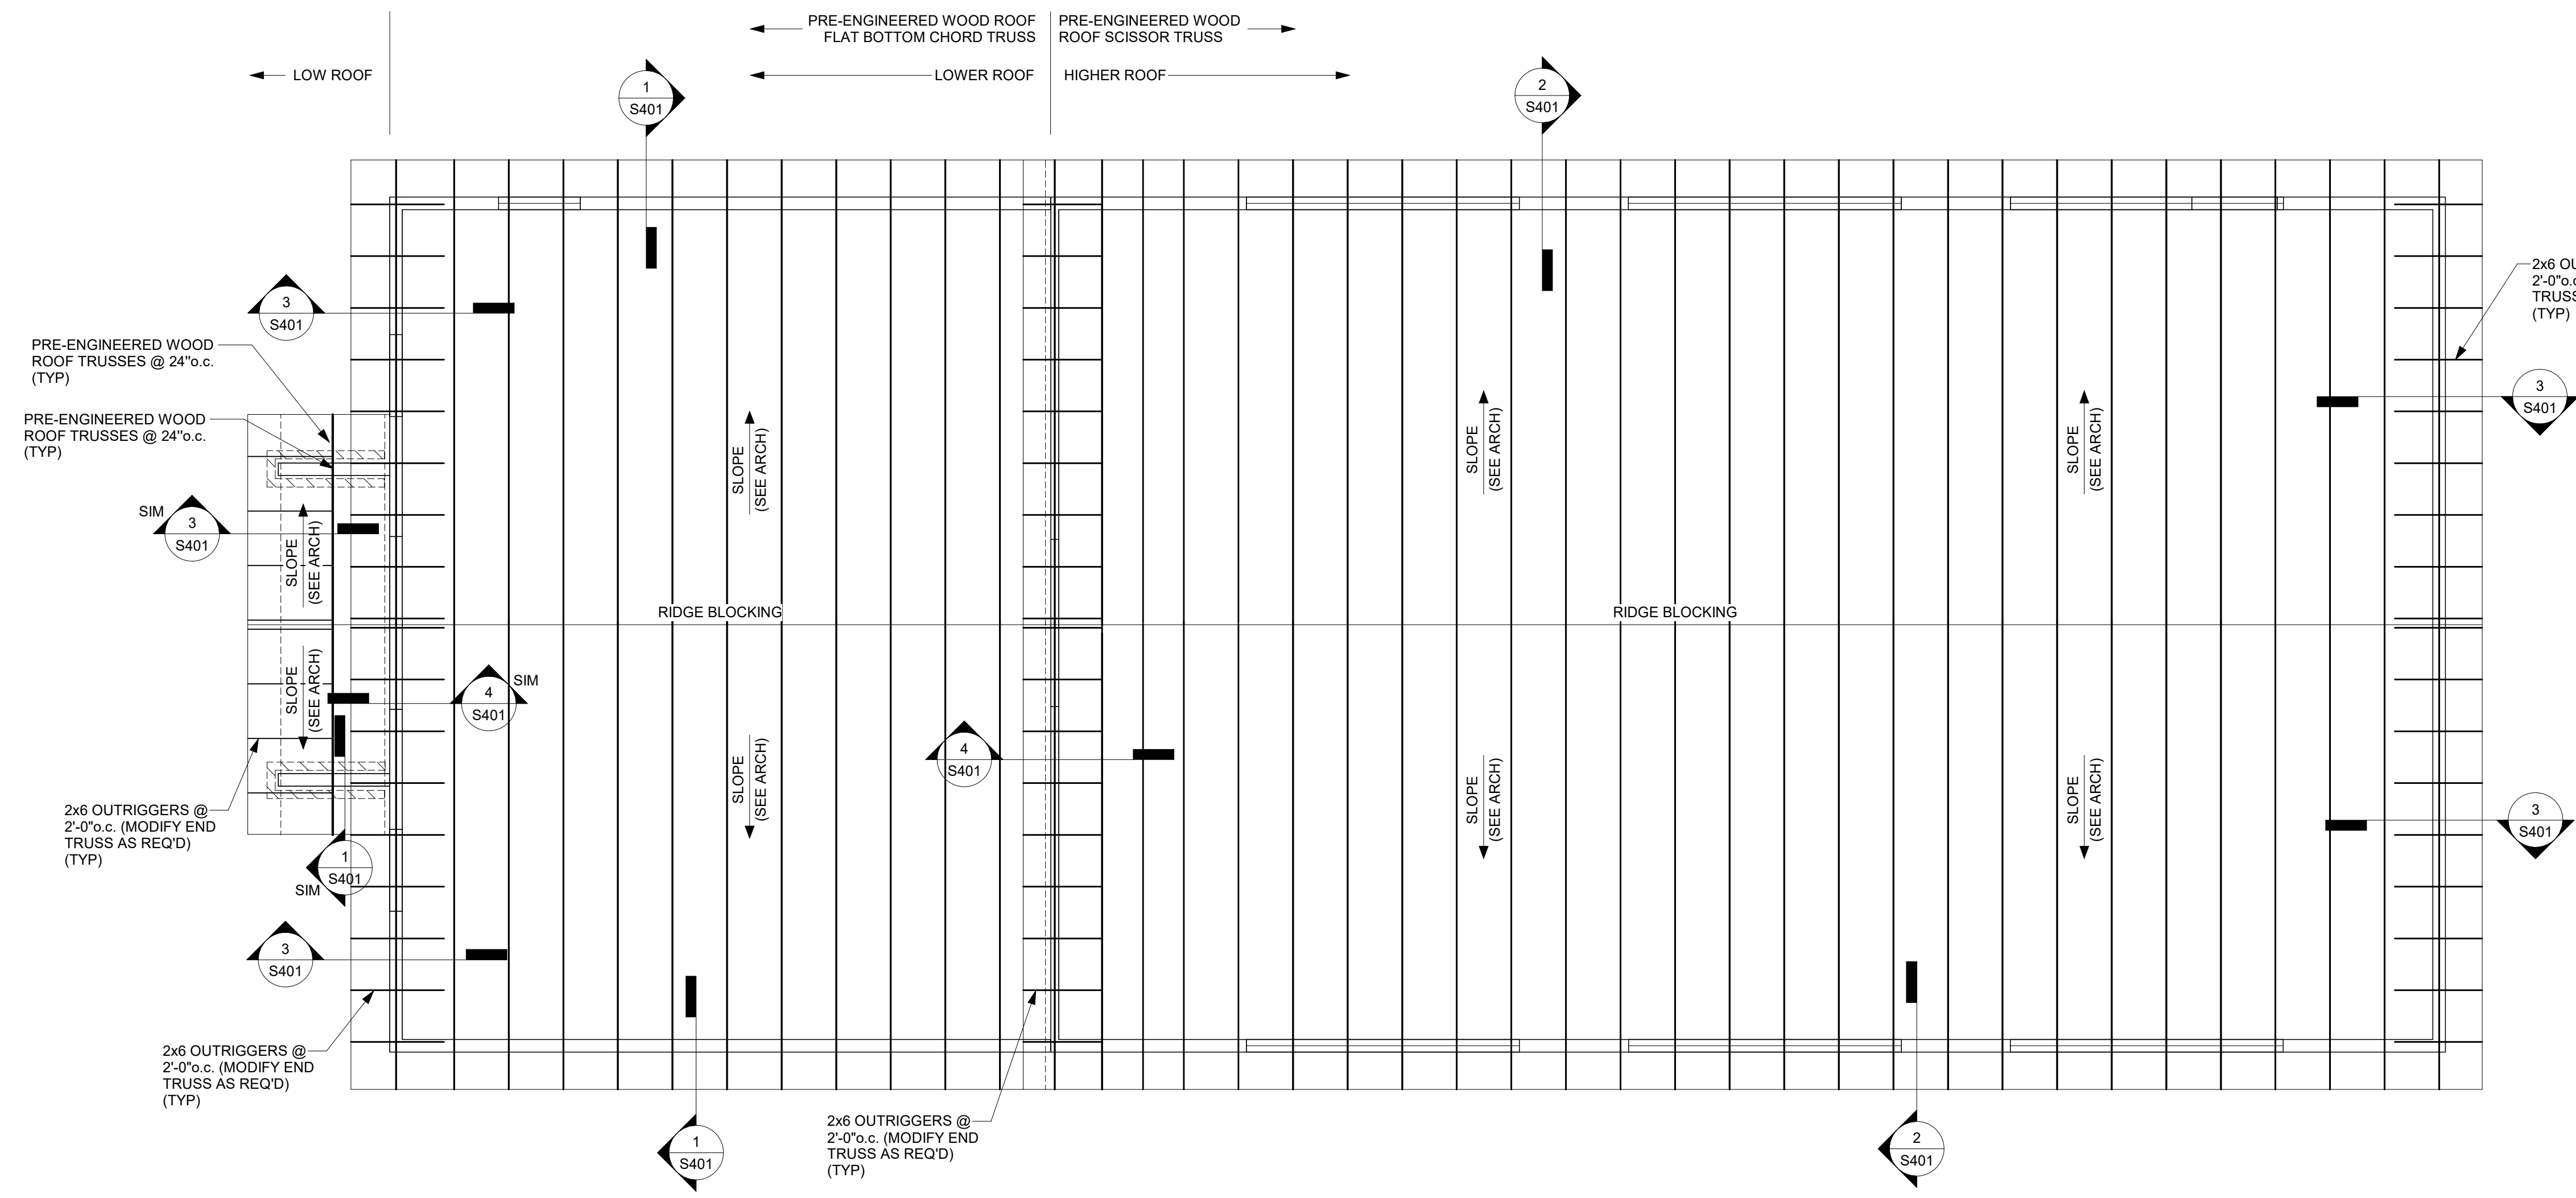 PRE-ENGINEERED WOOD ROOF
FLAT BOTTOM CHORD TRUSS
PRE-ENGINEERED WOOD
ROOF SCISSOR TRUSS
LOW ROOF
LOWER ROOF
HIGHER ROOF
1
S401
2
S401
2'-0"o.c.
(TYP)
3
S401
PRE-ENGINEERED WOOD
ROOF TRUSSES @ 24"o.c.
(TYP)
PRE-ENGINEERED WOOD
ROOF TRUSSES @ 24"o.c.
(TYP)
3
S401
SLOPE
(SEE ARCH)
SLOPE
(SEE ARCH)
SLOPE
(SEE ARCH)
SIM
3
S401
SLOPE
(SEE ARCH)
RIDGE BLOCKING
RIDGE BLOCKING
SLOPE
(SEE ARCH)
4
S401
SIM
4
S401
SLOPE
(SEE ARCH)
SLOPE
(SEE ARCH)
SLOPE
(SEE ARCH)
2x6 OUTRIGGERS @
2'-0"o.c. (MODIFY END
TRUSS AS REQ'D)
(TYP)
1
S401
SIM
3
S401
3
S401
2x6 OUTRIGGERS @
2'-0"o.c. (MODIFY END
TRUSS AS REQ'D)
(TYP)
1
S401
2x6 OUTRIGGERS @
2'-0"o.c. (MODIFY END
TRUSS AS REQ'D)
(TYP)
2
S401